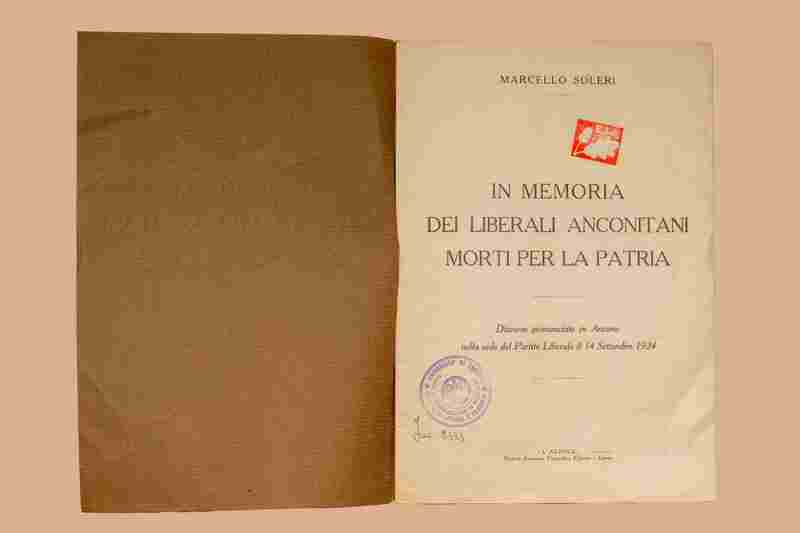 MARCELLO SOLERI
IN MEMORIA
DEI LIBERALI ANCONITANI
MORTI PER LA PATRIA
Discorso pronunciato in Ancona
nella sede del Partito Liberale il 14 Settembre 1924